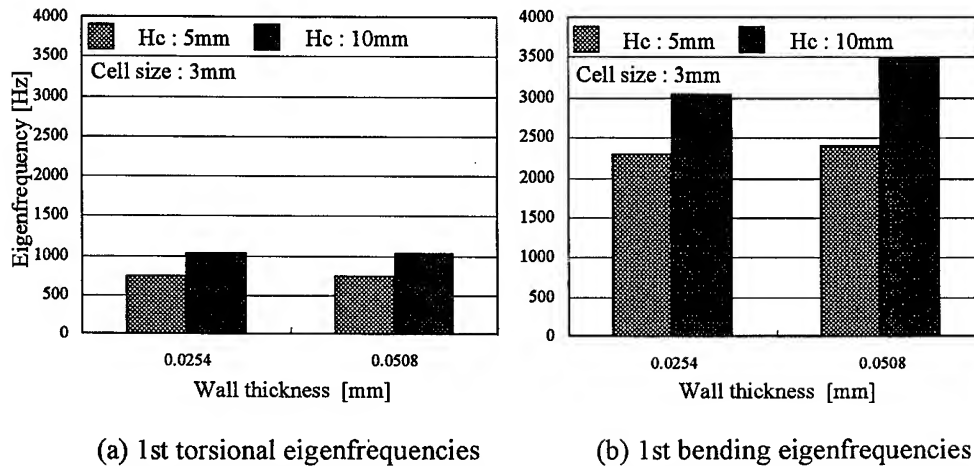 4000
3500
3000
2500
2000
1500
1000
500
0
Eigenfrequency [Hz]
Hc : 5mm Hc : 10mm
Cell size : 3mm
0.0254 0.0508
Wall thickness [mm]
(a) 1st torsional eigenfrequencies
4000
3500
3000
2500
2000
1500
1000
500
0
Hc : 5mm Hc : 10mm
Cell size : 3mm
0.0254 0.0508
Wall thickness [mm]
(b) 1st bending eigenfrequencies